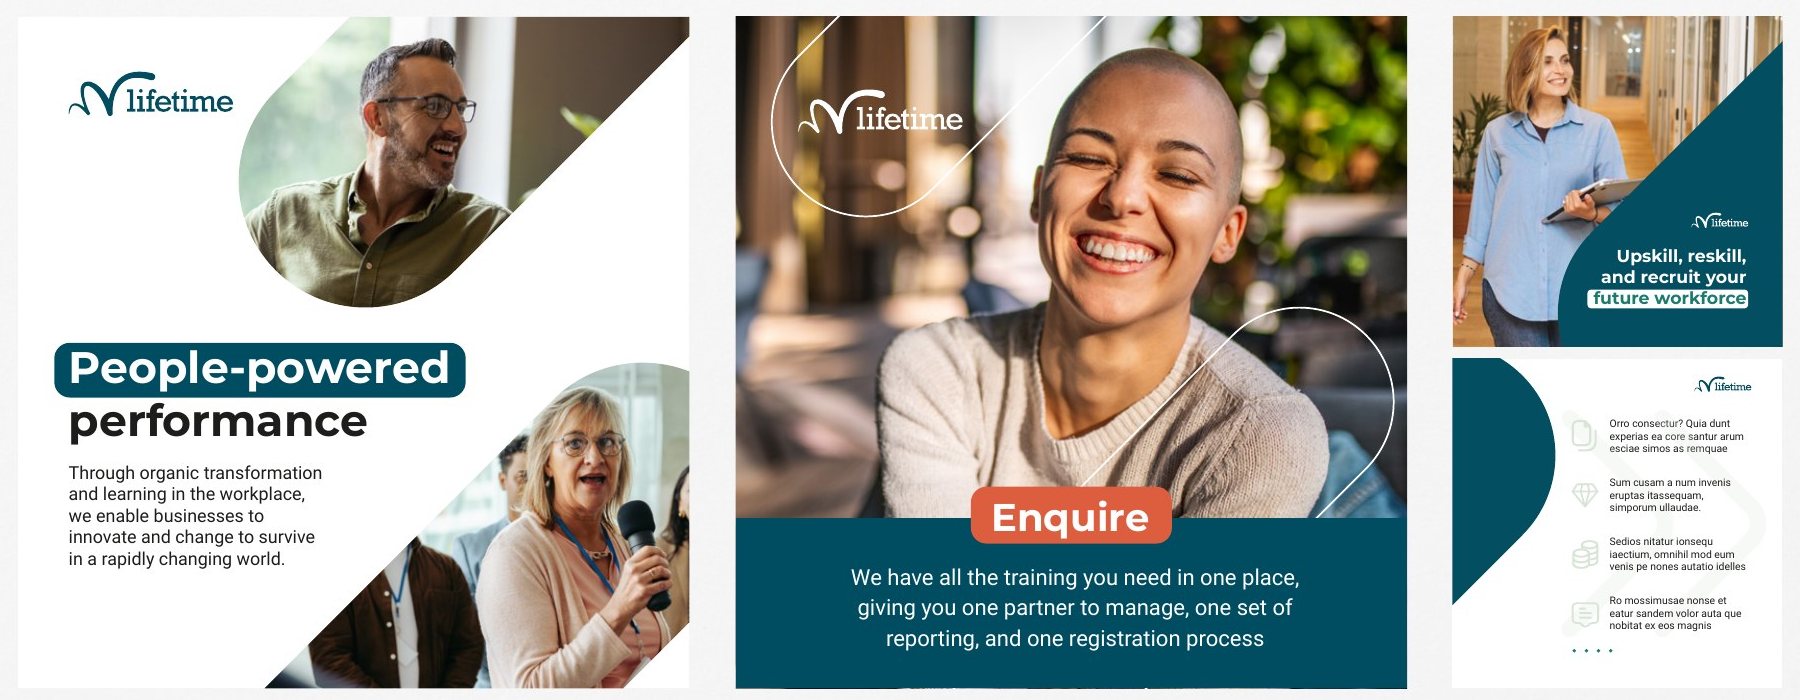 lifetime
People-powered
performance
Through organic transformation
and learning in the workplace,
we enable businesses to
innovate and change to survive
in a rapidly changing world.
lifetime
Enquire
We have all the training you need in one place,
giving you one partner to manage, one set of
reporting, and one registration process
lifetime
Upskill, reskill,
and recruit your
future workforce
lifetime
Orro consectur? Quia dunt
experias ea core santur arum
esciae simos as remquae
Sum cusam a num invenis
eruptas itassequam,
simporum ullaudae.
Sedios nitatur ionsequ
iaectium, omnihil mod eum
venis pe nones autatio idelles
Ro mossimusae nonse et
eatur sandem volor auta que
nobitat ex eos magnis